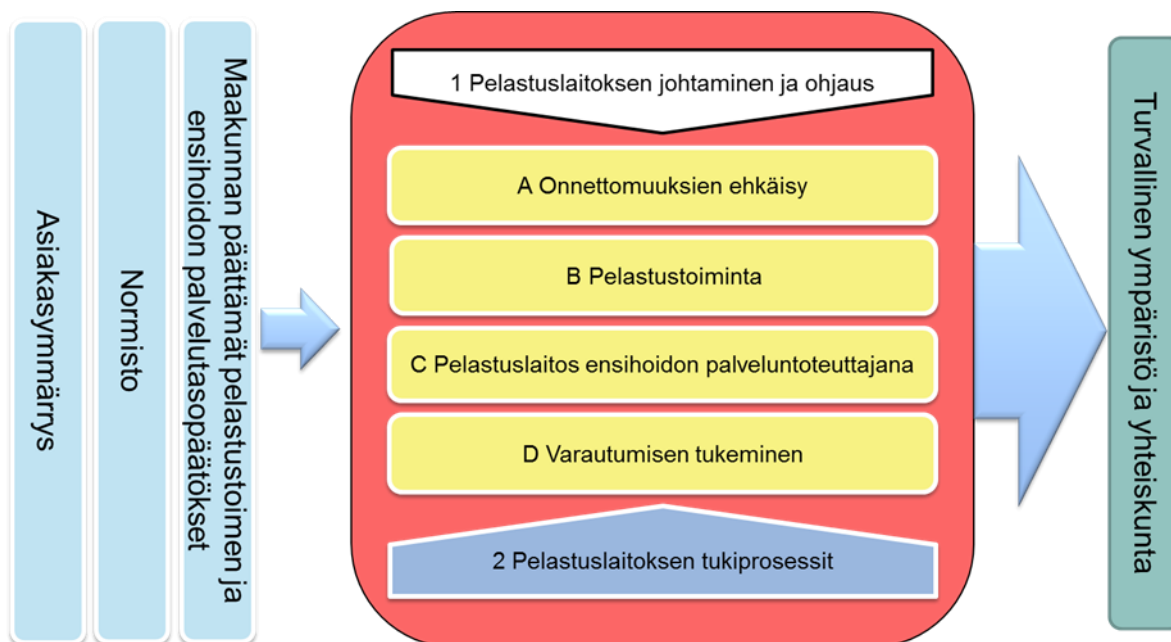 Asiakasymmärrys
Normisto
Maakunnan päättämät pelastustoimen ja
ensihoidon palvelutasopäätökset
1 Pelastuslaitoksen johtaminen ja ohjaus
A Onnettomuuksien ehkäisy
B Pelastustoiminta
C Pelastuslaitos ensihoidon palveluntoteuttajana
D Varautumisen tukeminen
2 Pelastuslaitoksen tukiprosessit
Turvallinen ympäristö ja yhteiskunta